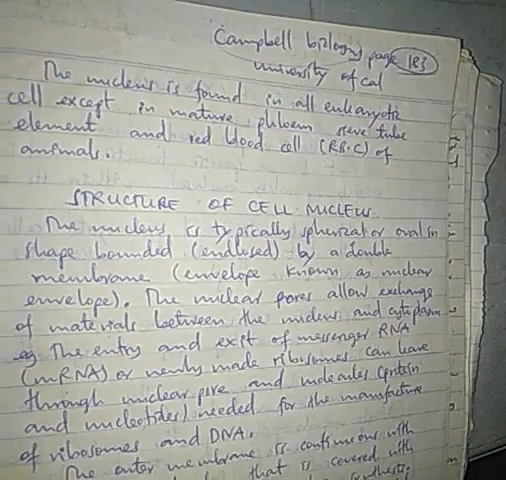 Campbell biology page 183
University of Cal
The nucleus is found in all eukaryotic
cell except in mature phloem sieve tube
element and red blood cell (RBC) of
animals.
STRUCTURE OF CELL NUCLEUS
The nucleus is typically spherical or oval in
shape bounded (enclosed) by a double
membrane (envelope known as nuclear
envelope). The nuclear pores allow exchange
of materials between the nucleus and cytoplasm
eg The entry and exit of messenger RNA
(mRNA) or newly made ribosomes can leave
through nuclear pore and molecules (protein
and nucleotides) needed for the manufacture
of ribosomes and DNA.
The outer membrane is continueous with
that is covered with